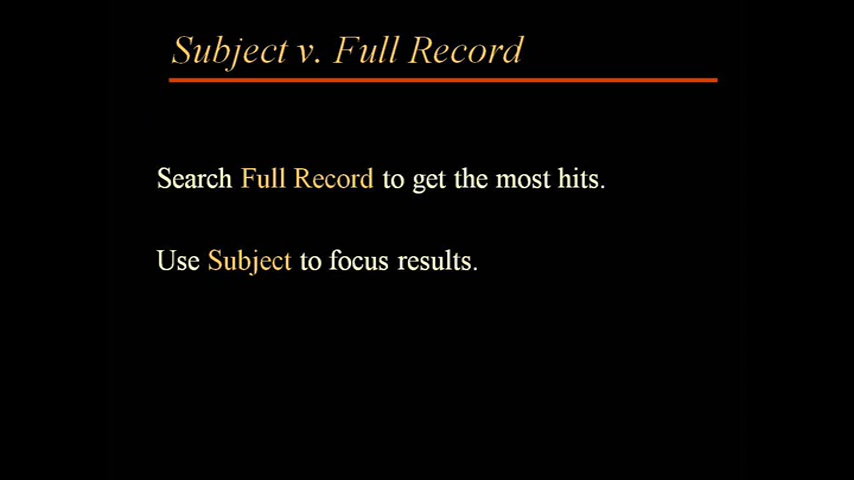 Subject v. Full Record
Search Full Record to get the most hits.
Use Subject to focus results.